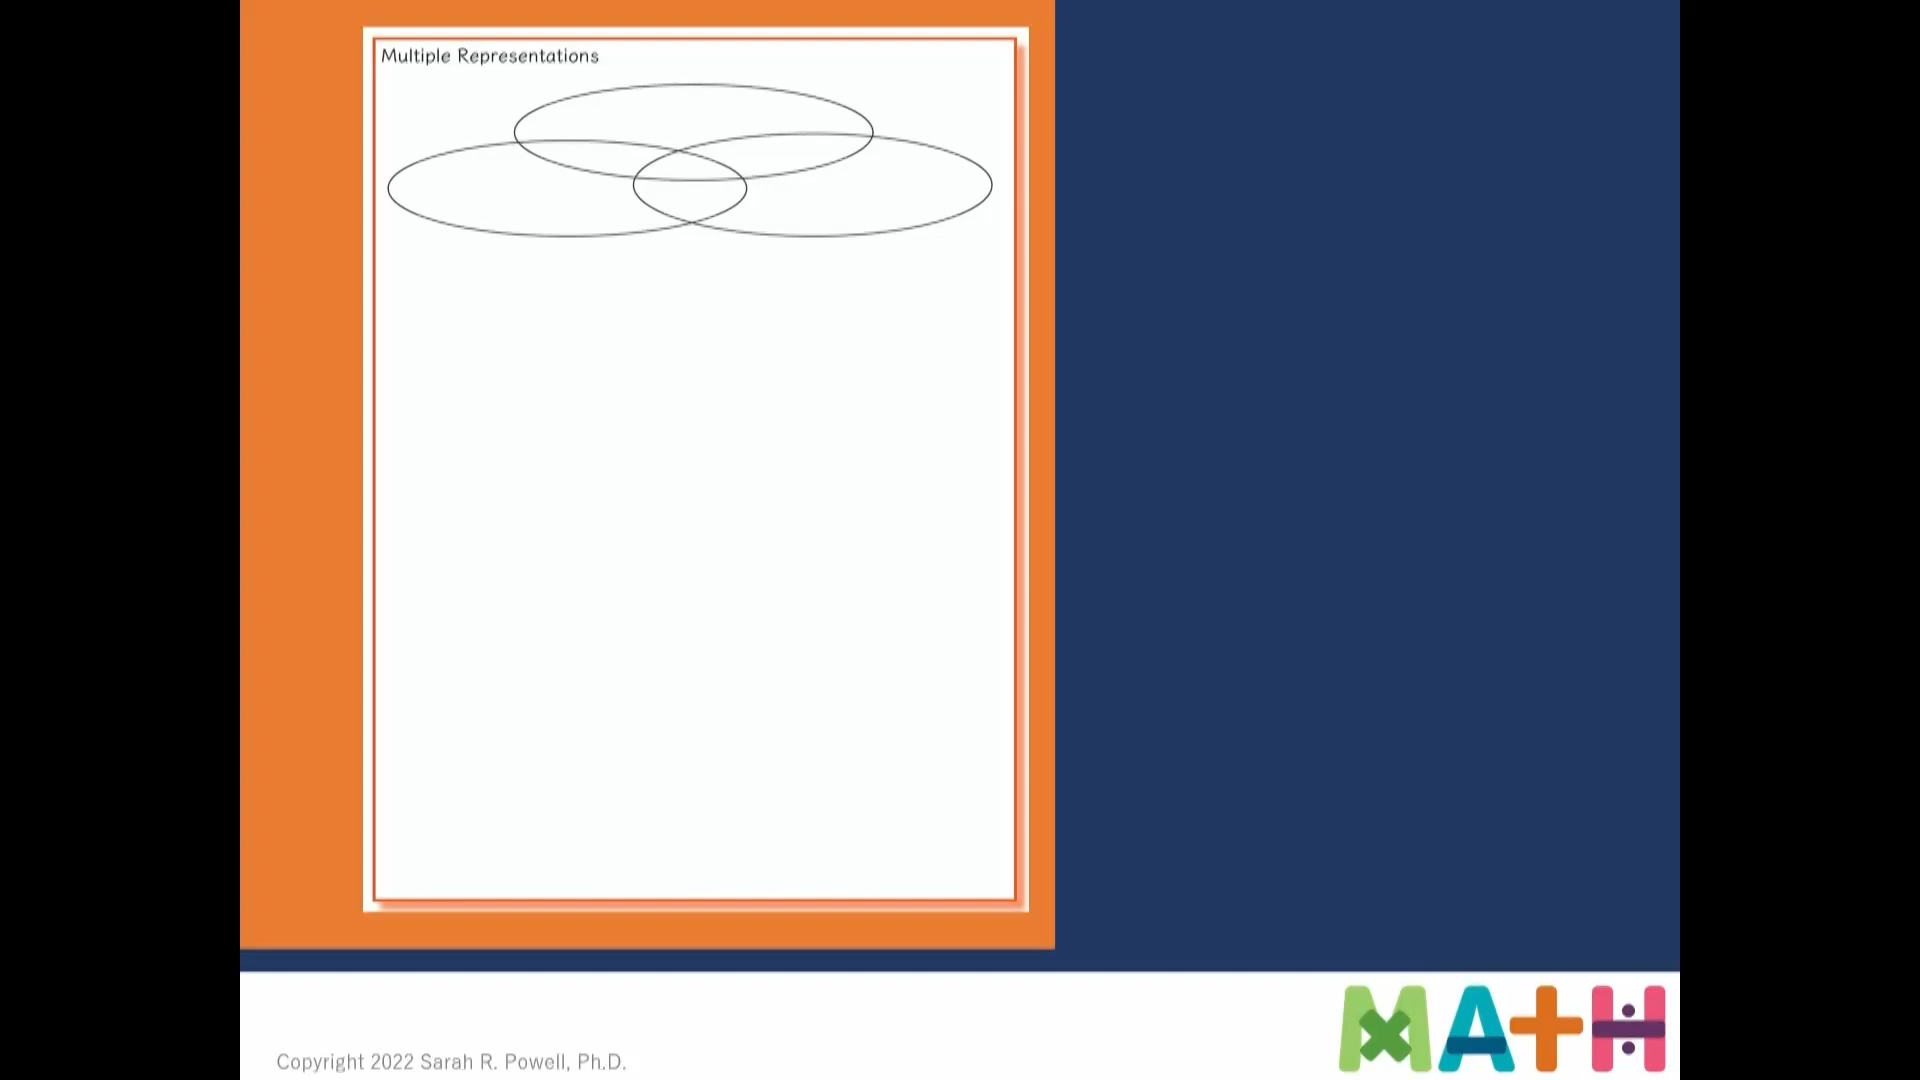 Multiple Representations
Copyright 2022 Sarah R. Powell, Ph.D.
MATH